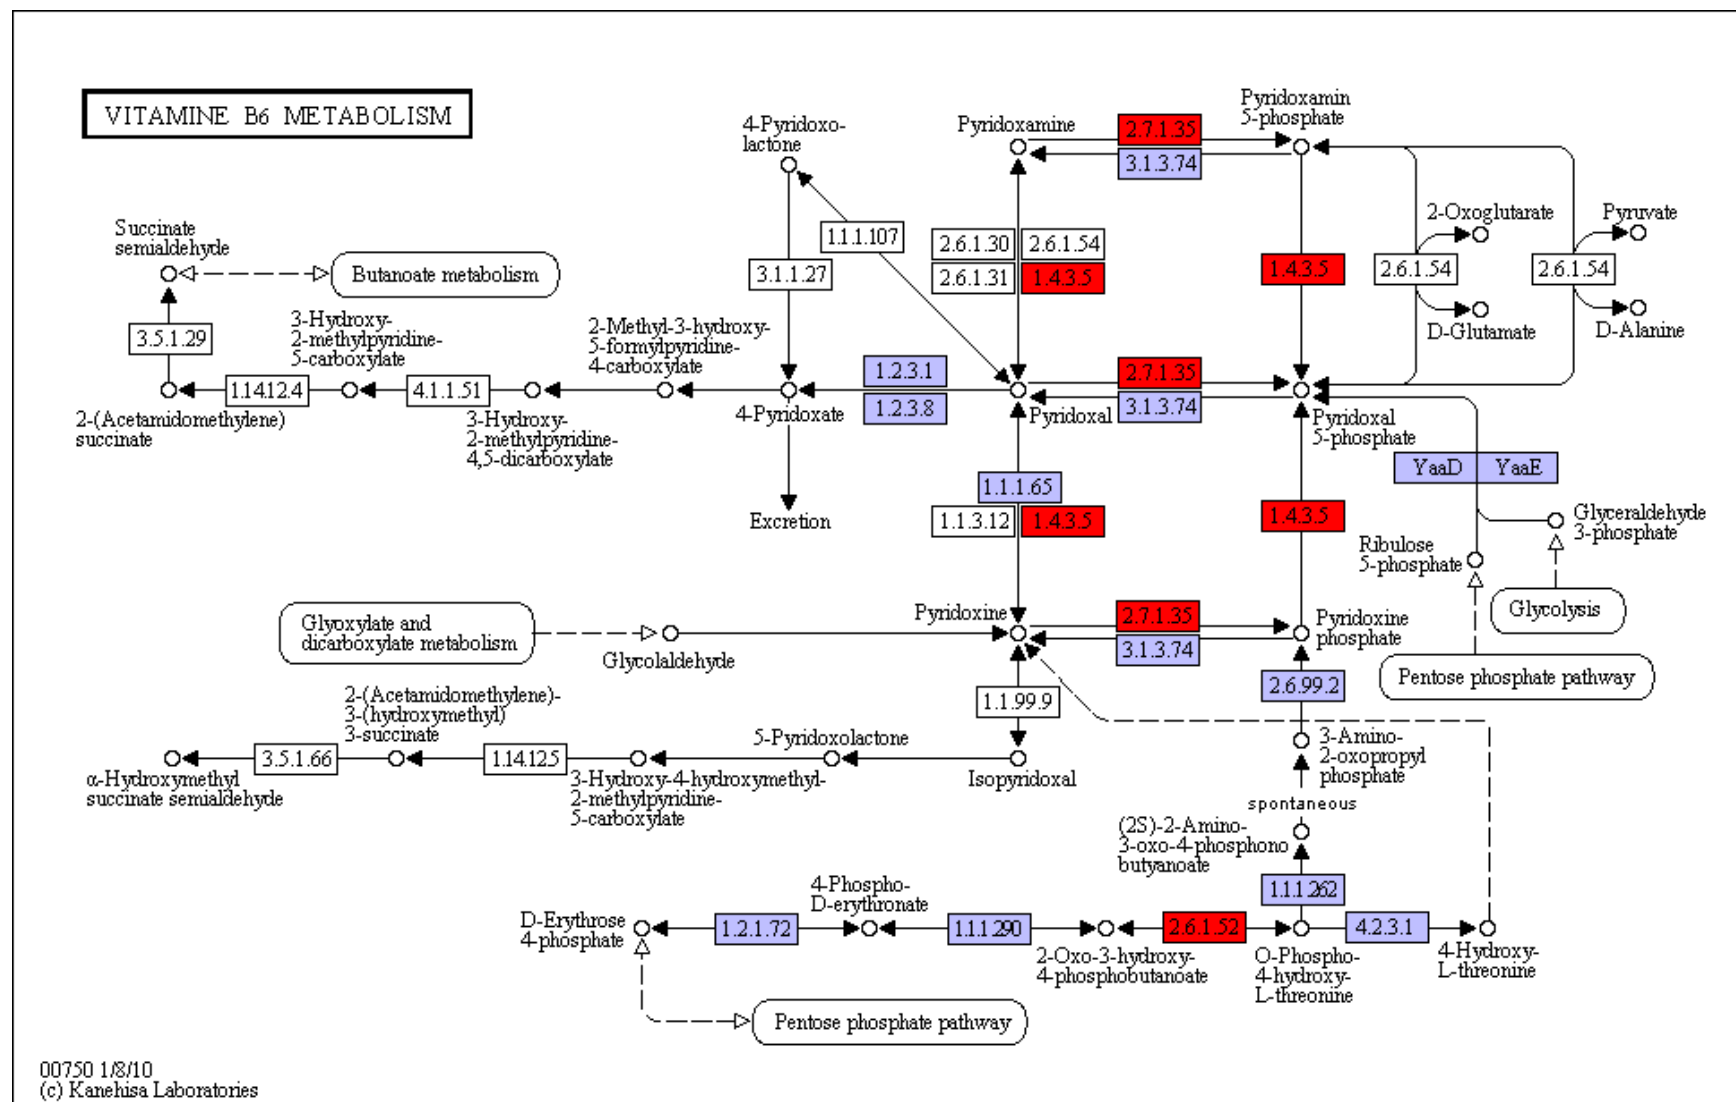 VITAMINE B6 METABOLISM
4-Pyridoxo-
lactone
Pyridoxamine
2.7.1.35
3.1.3.74
Pyridoxamin
5-phosphate
Succinate
semialdehyde
Butanoate metabolism
1.1.1.107
3.1.1.27
2.6.1.30
2.6.1.54
2.6.1.31
1.4.3.5
1.4.3.5
2-Oxoglutarate
2.6.1.54
D-Glutamate
Pyruvate
2.6.1.54
D-Alanine
3.5.1.29
3-Hydroxy-
2-methylpyridine-
5-carboxylate
2-Methyl-3-hydroxy-
5-formylpyridine-
4-carboxylate
1.2.3.1
1.2.3.8
2.7.1.35
3.1.3.74
1.14.12.4
4.1.1.51
2-(Acetamidomethylene)
succinate
3-Hydroxy-
2-methylpyridine-
4,5-dicarboxylate
4-Pyridoxate
Pyridoxal
Pyridoxal
5-phosphate
YaaD
YaaE
Excretion
1.1.1.65
1.1.3.12
1.4.3.5
1.4.3.5
Ribulose
5-phosphate
Glyceraldehyde
3-phosphate
Glycolysis
Glyoxylate and
dicarboxylate metabolism
Glycolaldehyde
Pyridoxine
2.7.1.35
3.1.3.74
Pyridoxine
phosphate
Pentose phosphate pathway
2.6.99.2
1.1.99.9
2-(Acetamidomethylene)-
3-(hydroxymethyl)
3-succinate
5-Pyridoxolactone
3.5.1.66
1.14.12.5
α-Hydroxymethyl
succinate semialdehyde
3-Hydroxy-4-hydroxymethyl-
2-methylpyridine-
5-carboxylate
Isopyridoxal
3-Amino-
2-oxopropyl
phosphate
spontaneous
(2S)-2-Amino-
3-oxo-4-phosphono
butyanoate
1.1.1.262
D-Erythrose
4-phosphate
1.2.1.72
4-Phospho-
D-erythronate
1.1.1.290
2-Oxo-3-hydroxy-
4-phosphobutanoate
2.6.1.52
O-Phospho-
4-hydroxy-
L-threonine
4.2.3.1
4-Hydroxy-
L-threonine
Pentose phosphate pathway
00750 1/8/10
(c) Kanehisa Laboratories